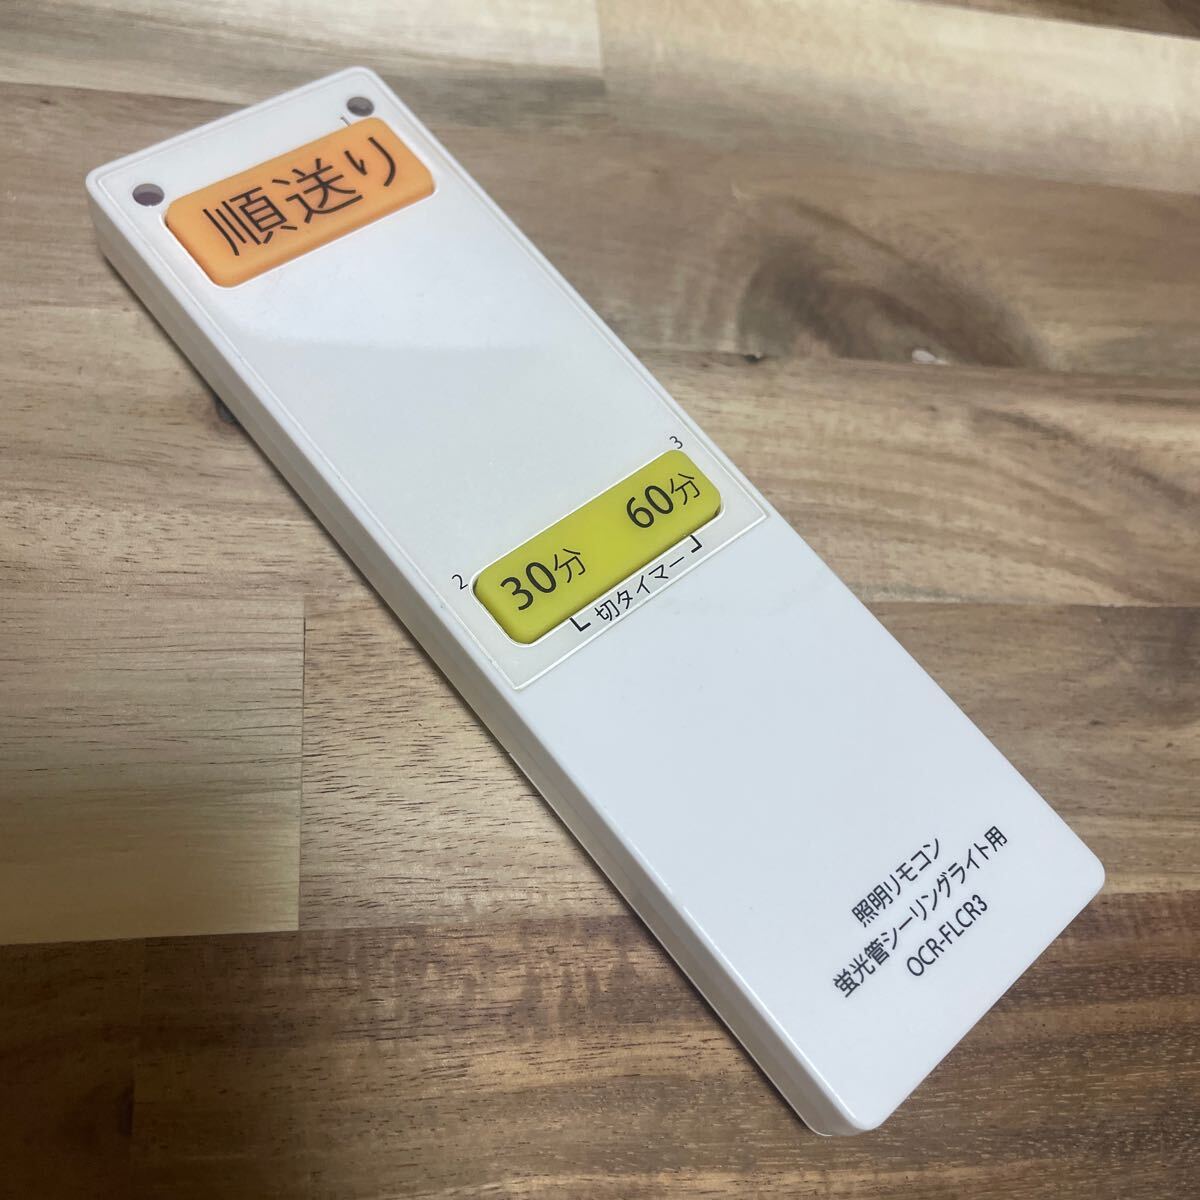 1
順送り
3
2
30分 60分
切タイマー
照明リモコン
蛍光管シーリングライト用
OCR-FLCR3